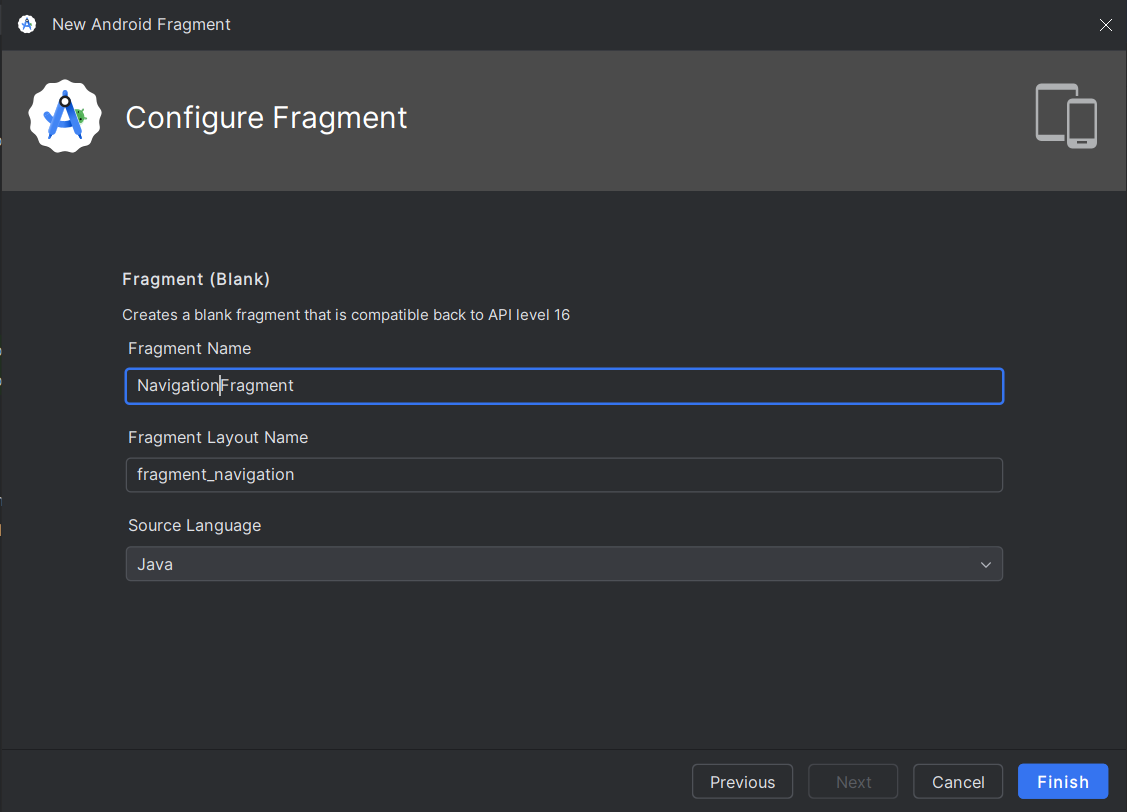 New Android Fragment
Configure Fragment
Fragment (Blank)
Creates a blank fragment that is compatible back to API level 16
Fragment Name
NavigationFragment
Fragment Layout Name
fragment_navigation
Source Language
Java
Previous Next Cancel Finish